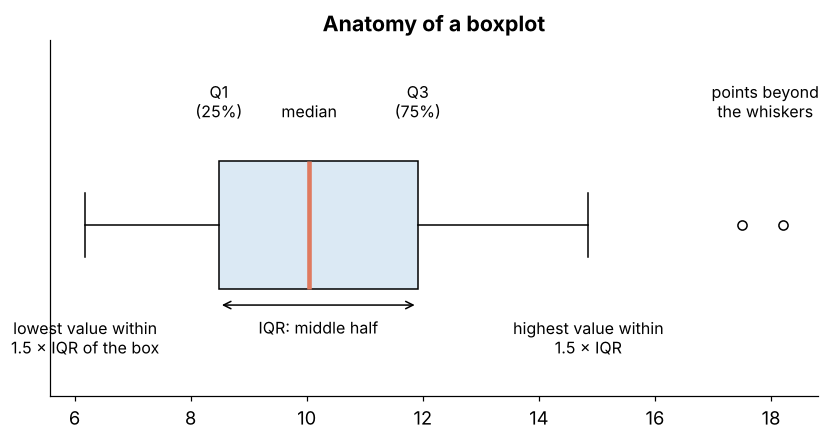 Anatomy of a boxplot
Q1
(25%)
median
Q3
(75%)
points beyond
the whiskers
IQR: middle half
lowest value within
1.5 × IQR of the box
highest value within
1.5 × IQR
6 8 10 12 14 16 18